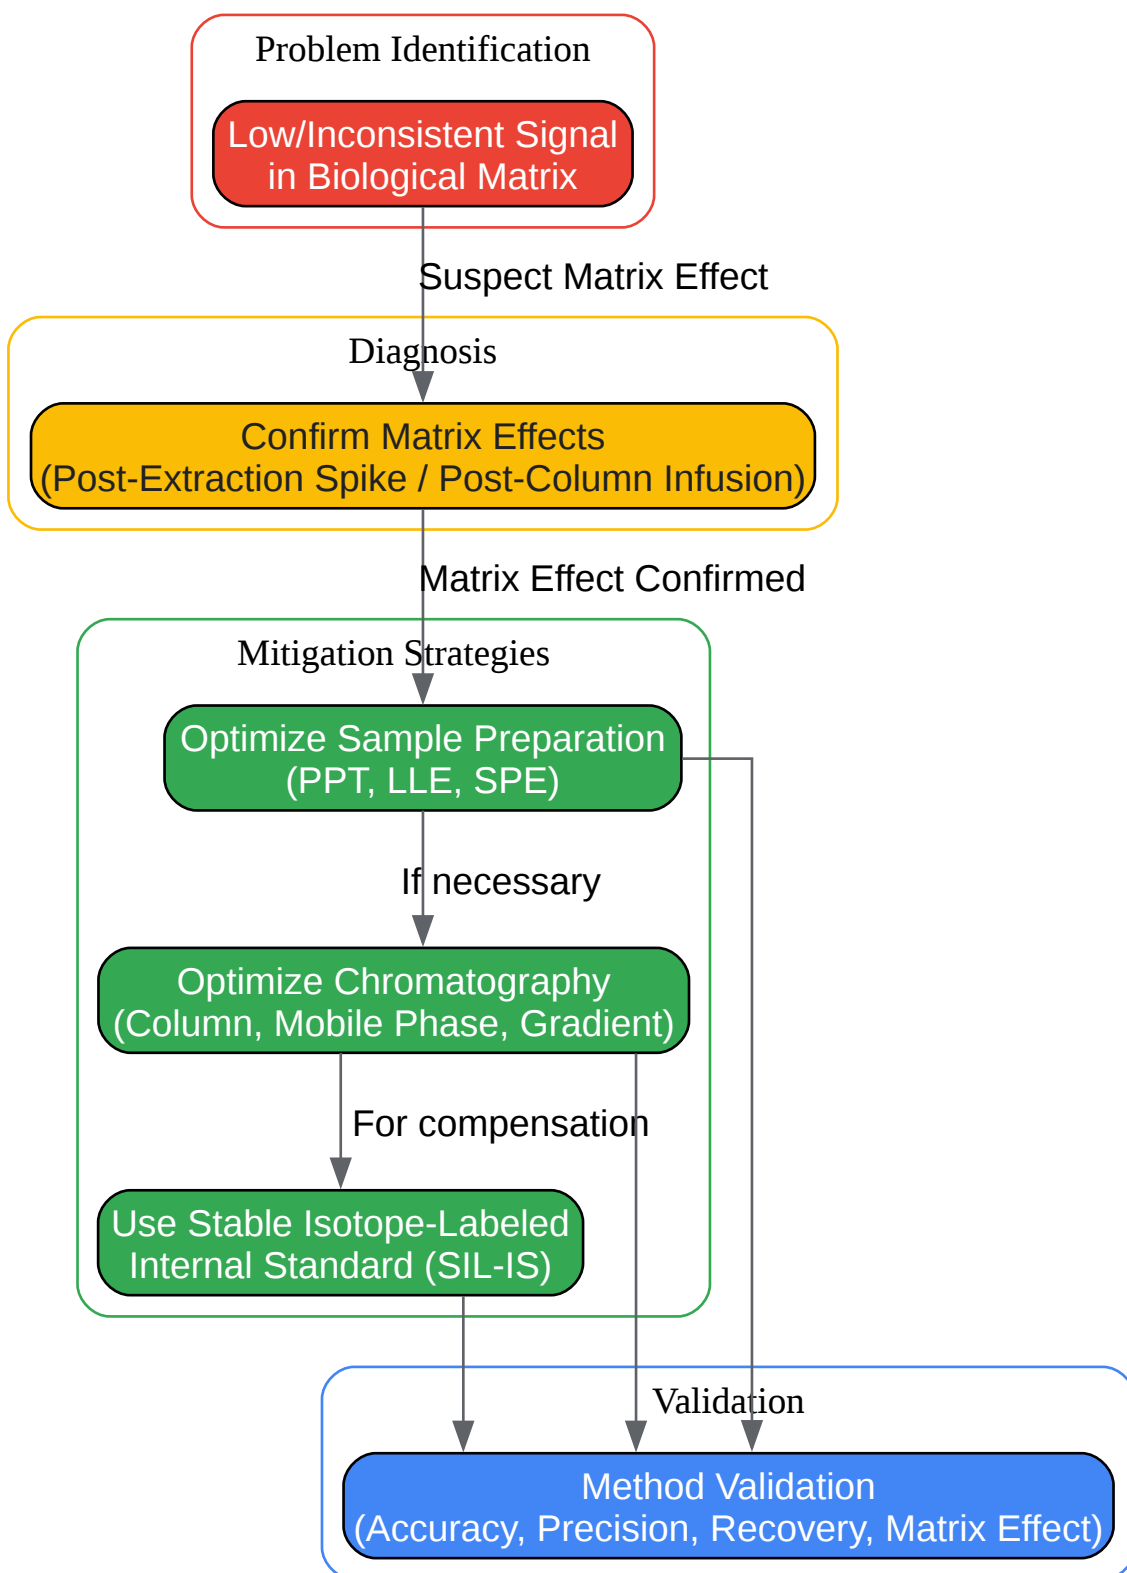 Problem Identification
Low/Inconsistent Signal
in Biological Matrix
Suspect Matrix Effect
Diagnosis
Confirm Matrix Effects
(Post-Extraction Spike / Post-Column Infusion)
Matrix Effect Confirmed
Mitigation Strategies
Optimize Sample Preparation
(PPT, LLE, SPE)
If necessary
Optimize Chromatography
(Column, Mobile Phase, Gradient)
For compensation
Use Stable Isotope-Labeled
Internal Standard (SIL-IS)
Validation
Method Validation
(Accuracy, Precision, Recovery, Matrix Effect)